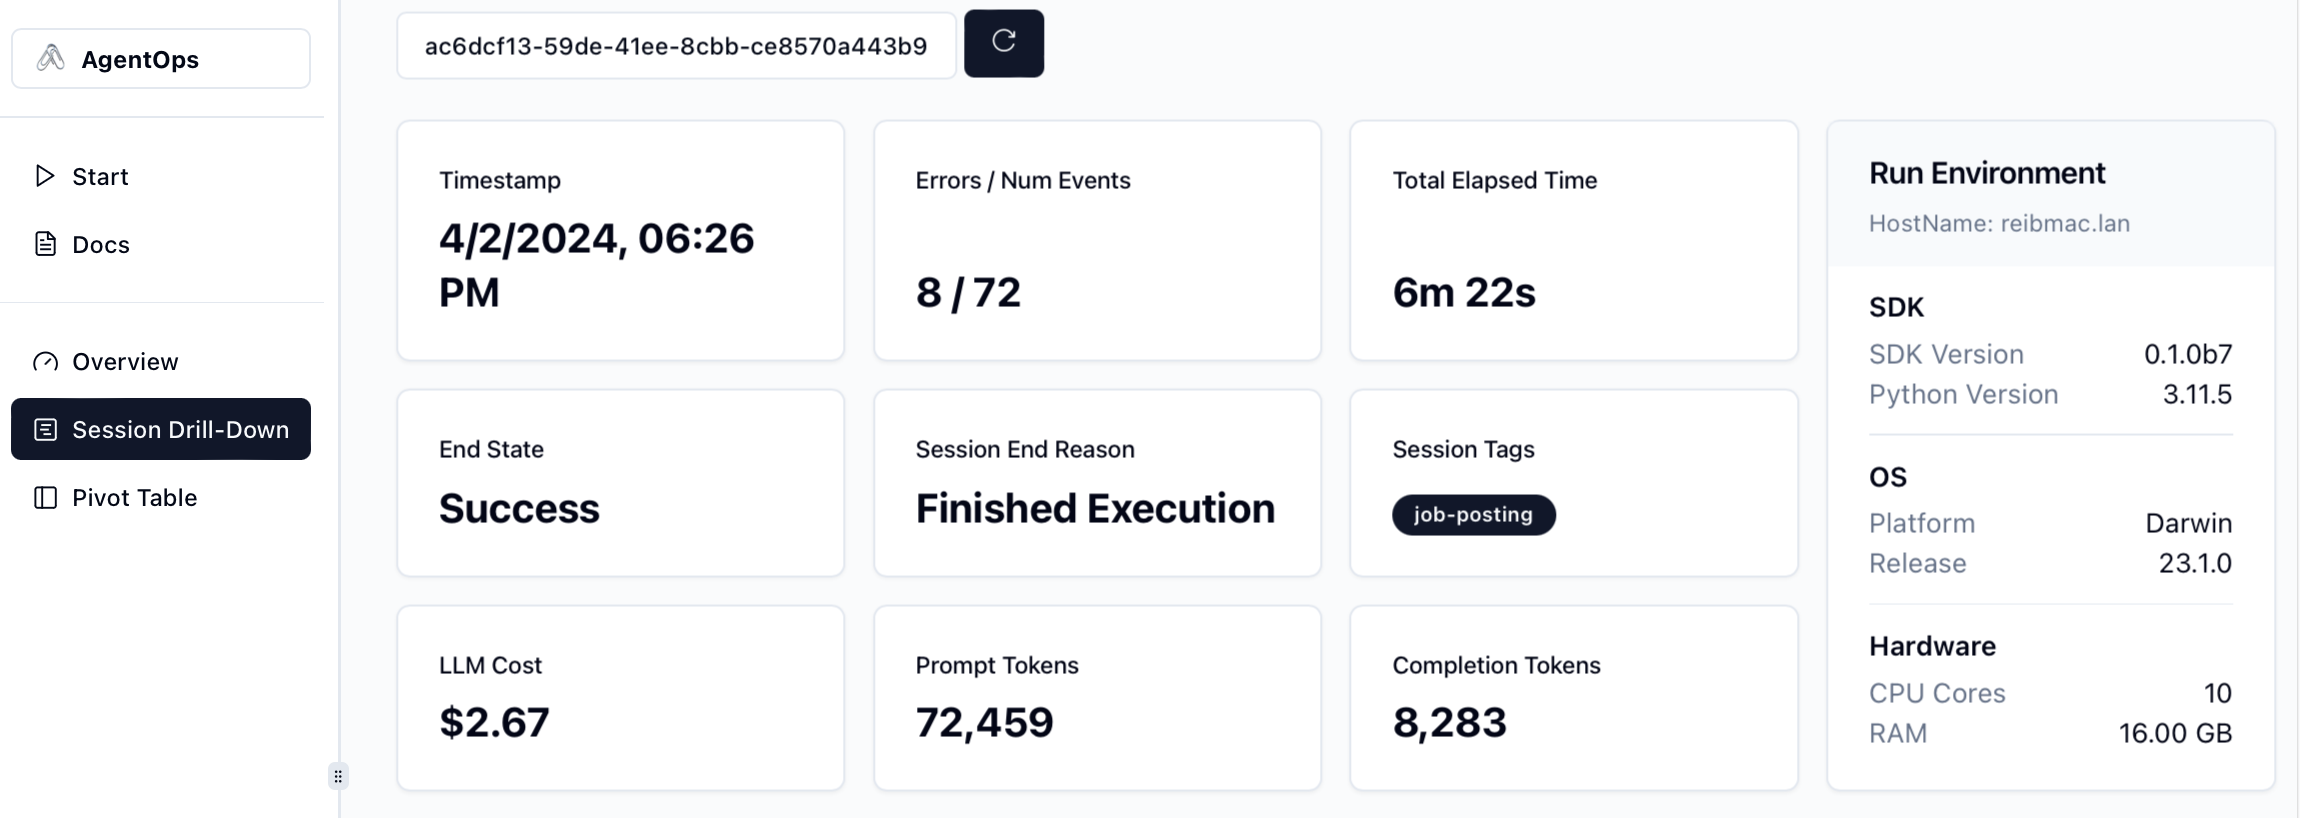 AgentOps
Start
Docs
Overview
Session Drill-Down
Pivot Table
ac6dcf13-59de-41ee-8cbb-ce8570a443b9
Timestamp
4/2/2024, 06:26
PM
Errors / Num Events
8 / 72
Total Elapsed Time
6m 22s
End State
Success
Session End Reason
Finished Execution
Session Tags
job-posting
LLM Cost
$2.67
Prompt Tokens
72,459
Completion Tokens
8,283
Run Environment
HostName: reibmac.lan
SDK
SDK Version 0.1.0b7
Python Version 3.11.5
OS
Platform Darwin
Release 23.1.0
Hardware
CPU Cores 10
RAM 16.00 GB